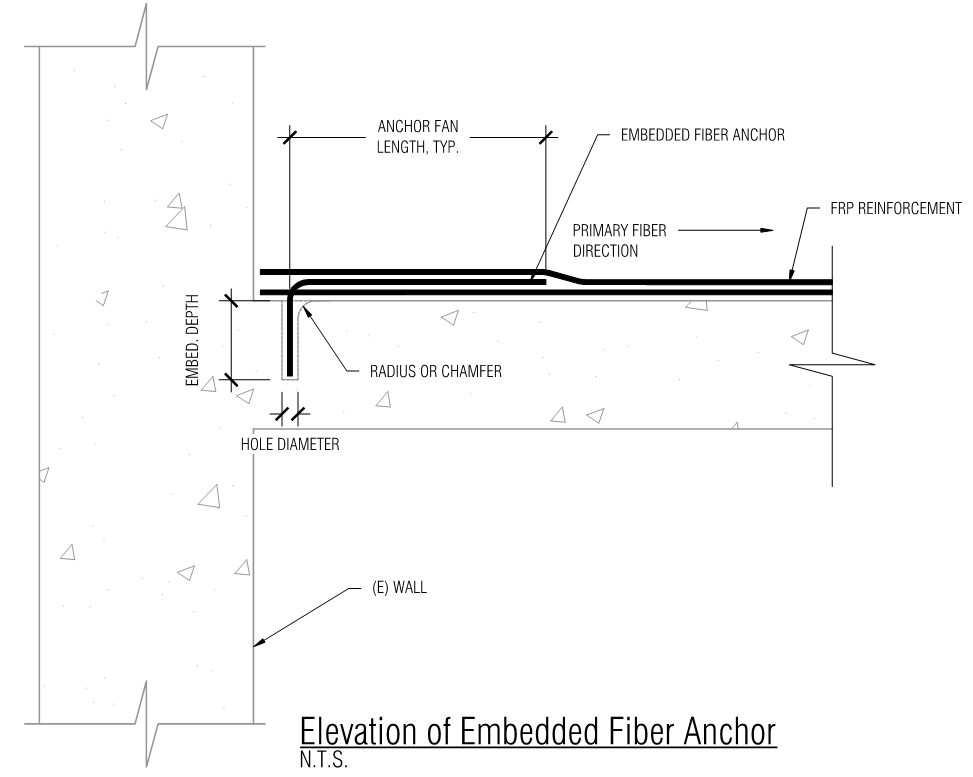 ANCHOR FAN
LENGTH, TYP.
EMBEDDED FIBER ANCHOR
FRP REINFORCEMENT
PRIMARY FIBER
DIRECTION
EMBED. DEPTH
RADIUS OR CHAMFER
HOLE DIAMETER
(E) WALL
Elevation of Embedded Fiber Anchor
N.T.S.